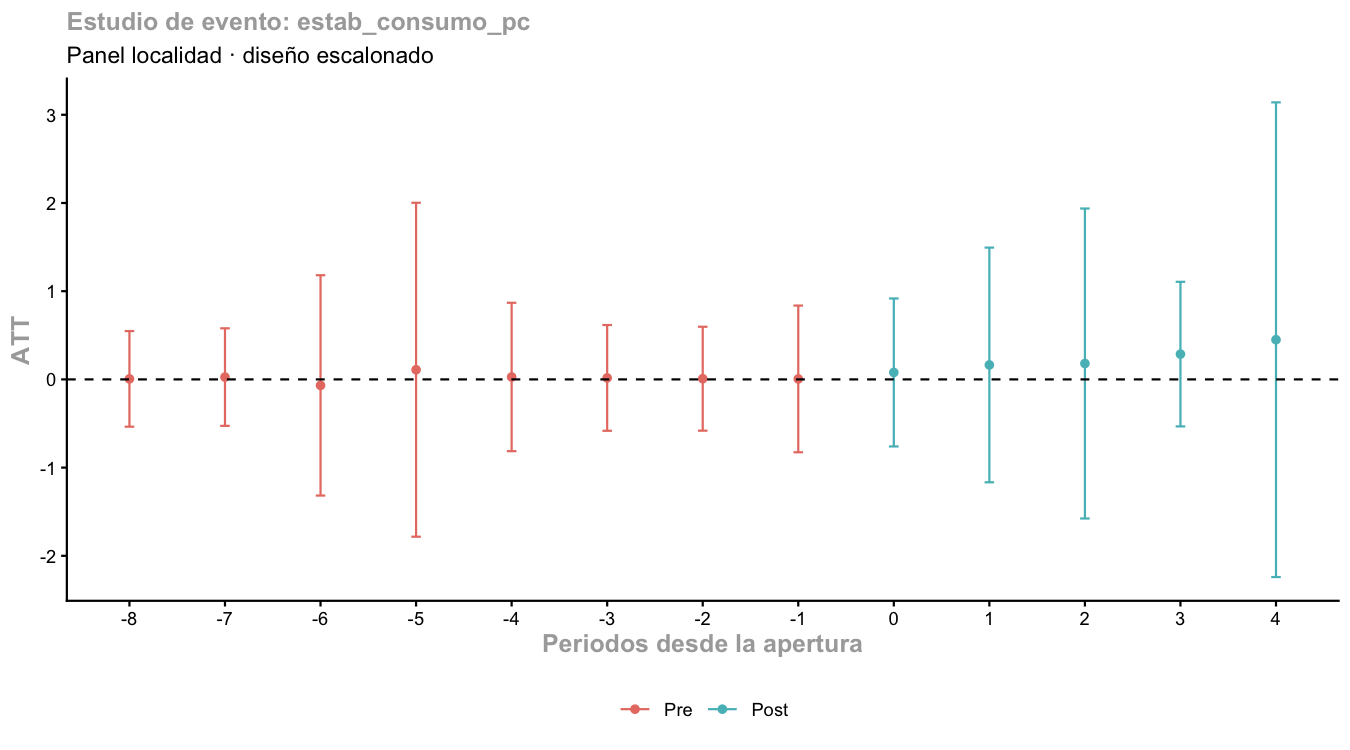 Estudio de evento: estab_consumo_pc
Panel localidad · diseño escalonado
3
2
1
0
-1
-2
ATT
-8 -7 -6 -5 -4 -3 -2 -1 0 1 2 3 4
Periodos desde la apertura
Pre Post